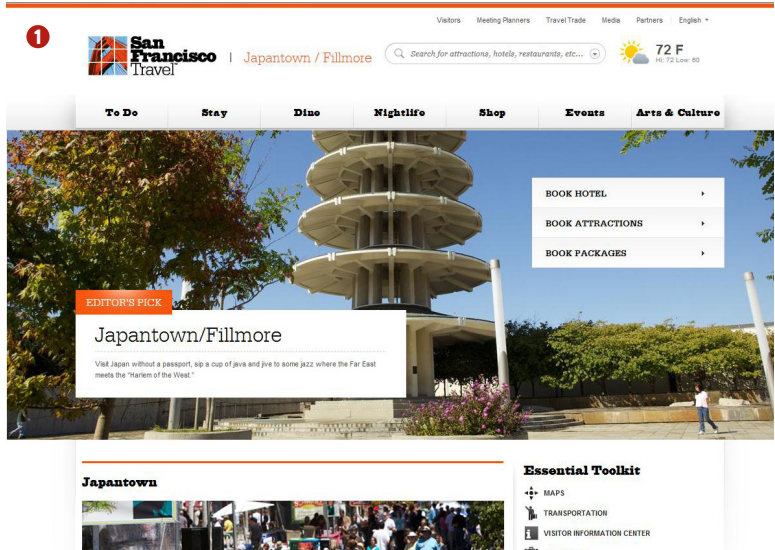 1
Visitors Meeting Planners Travel Trade Media Partners English
San
Francisco
Travel
Japantown / Fillmore
Search for attractions, hotels, restaurants, etc...
72 F
Hi: 72 Low: 60
To Do Stay Dine Nightlife Shop Events Arts & Culture
BOOK HOTEL
BOOK ATTRACTIONS
BOOK PACKAGES
EDITOR'S PICK
Japantown/Fillmore
Visit Japan without a passport, sip a cup of java and jive to some jazz where the Far East
meets the "Harlem of the West."
Japantown
Essential Toolkit
MAPS
TRANSPORTATION
VISITOR INFORMATION CENTER